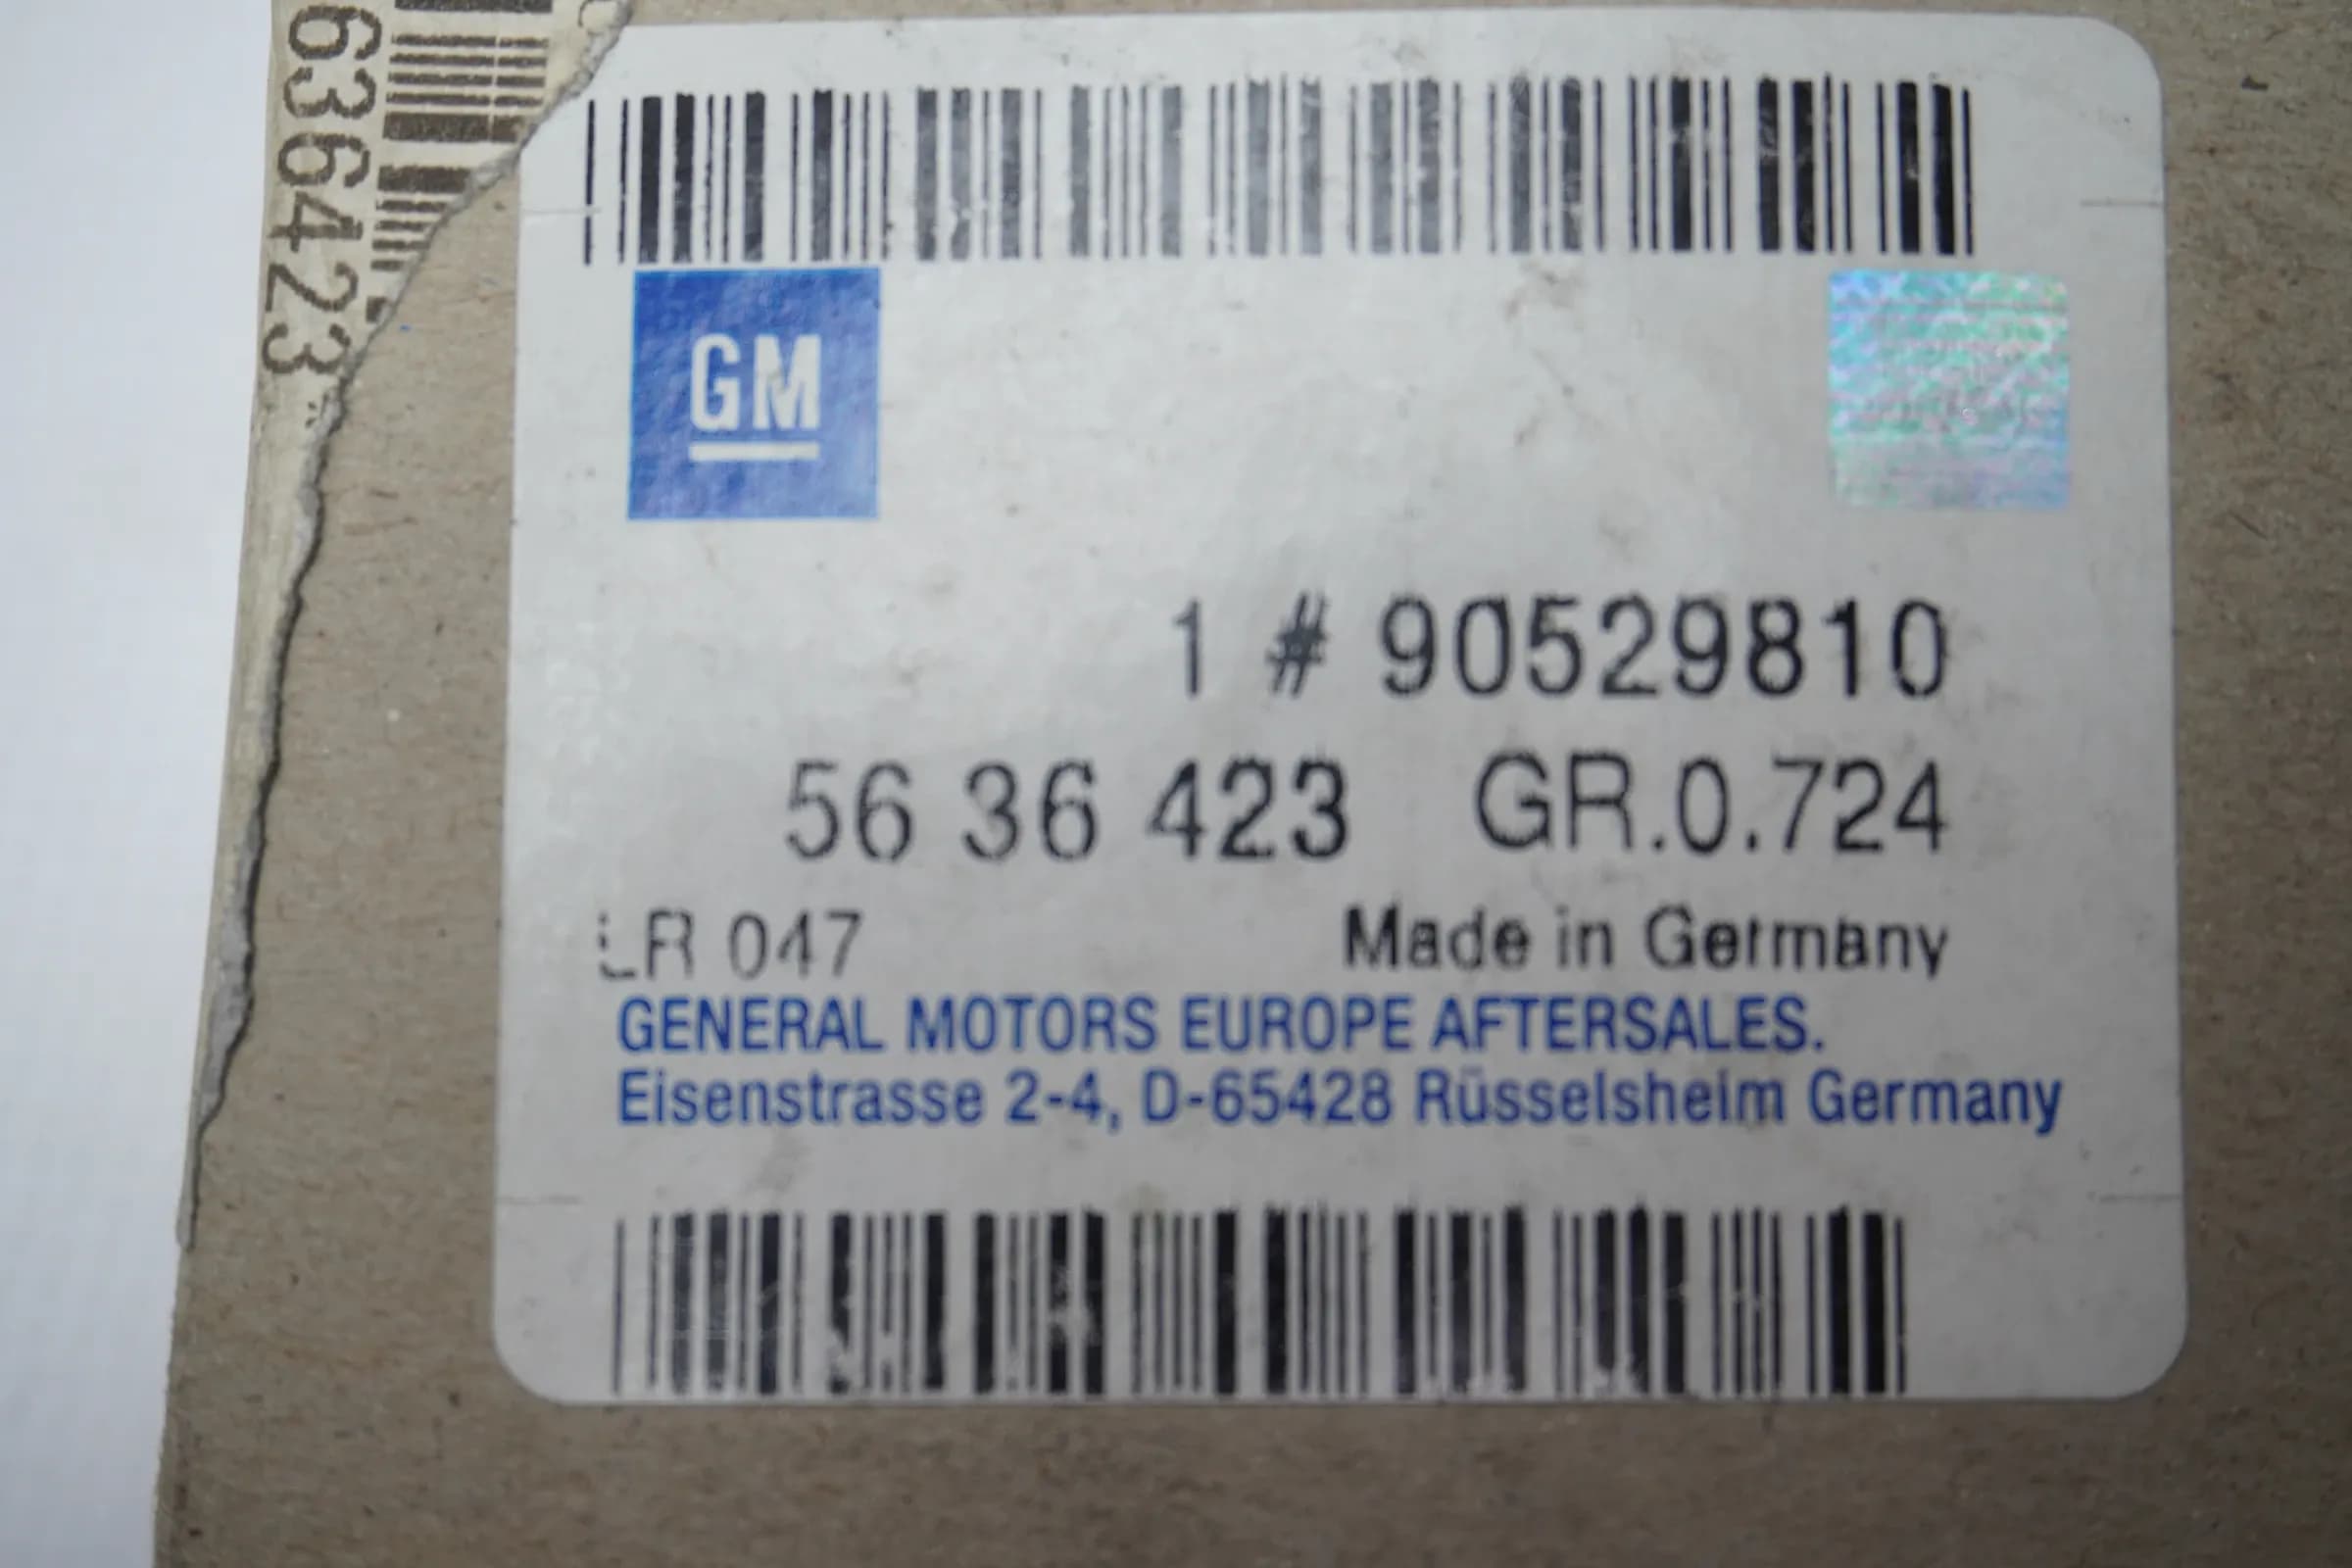 636423
GM
1 # 90529810
56 36 423 GR.0.724
LR 047 Made in Germany
GENERAL MOTORS EUROPE AFTERSALES.
Eisenstrasse 2-4, D-65428 Rüsselsheim Germany